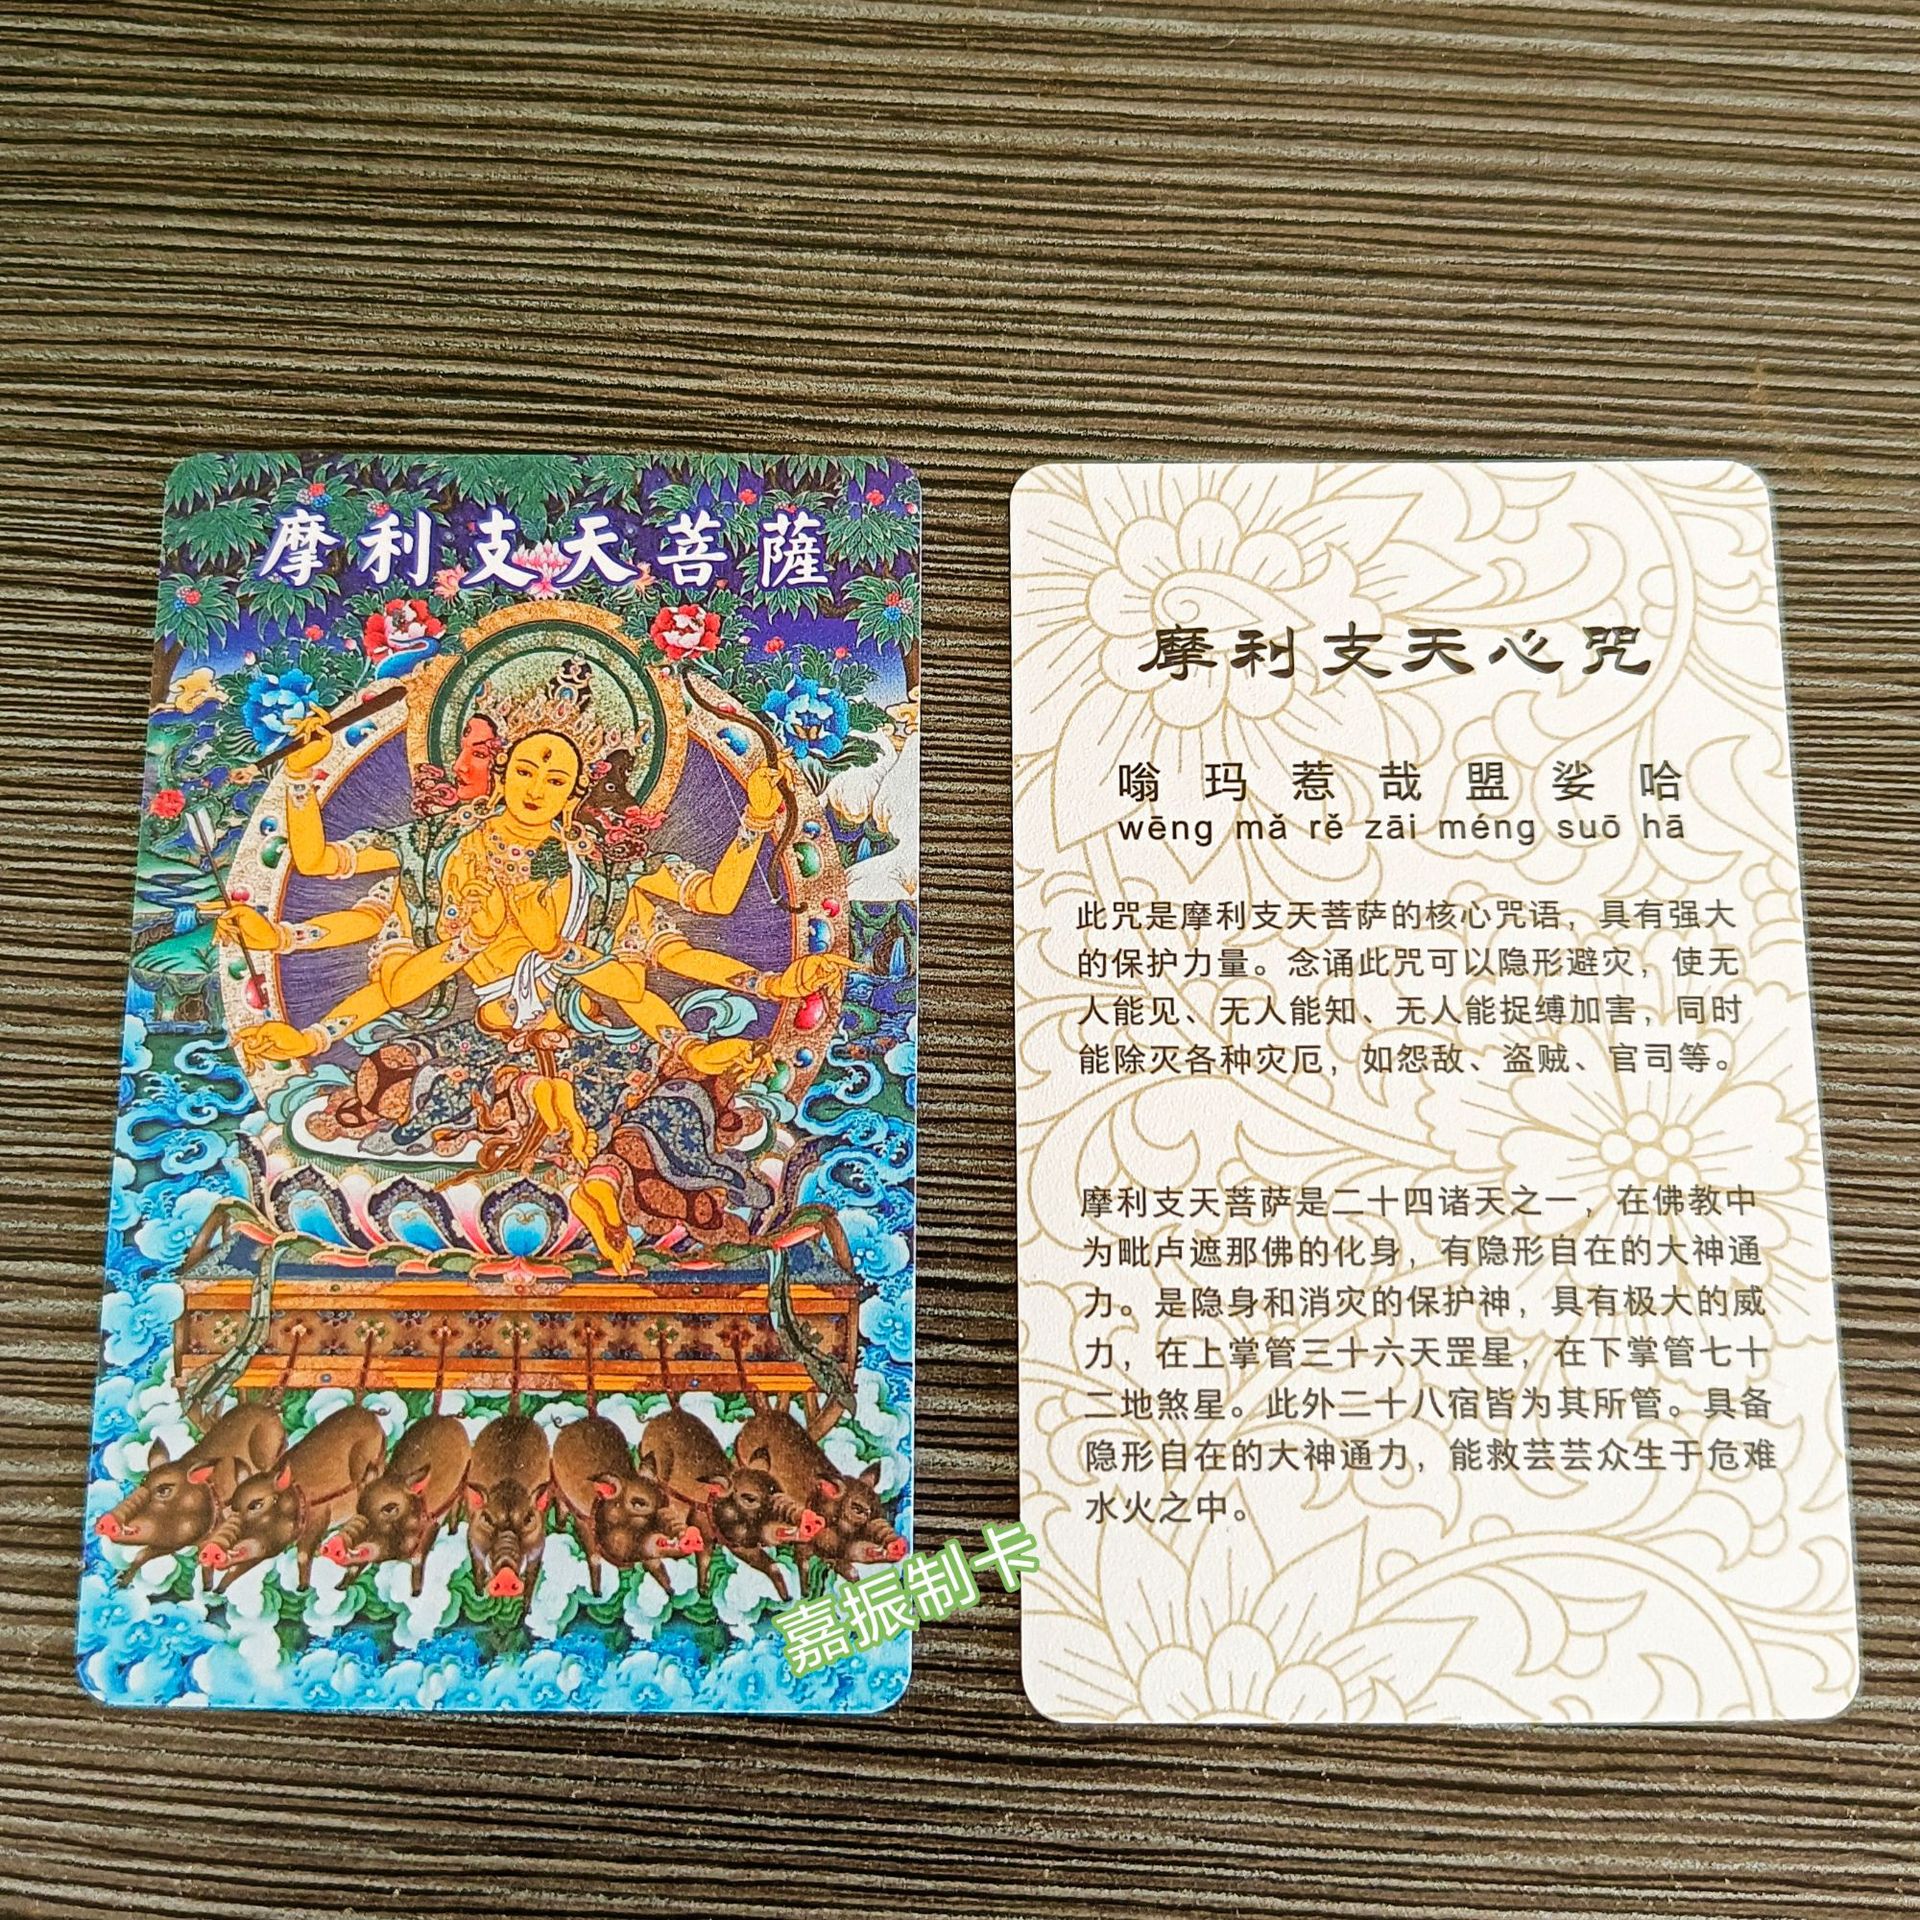 摩利支天菩薩
摩利支天心咒
嗡 玛 惹 哉 盟 娑 哈
wēng mǎ rě zāi méng suō hā
此咒是摩利支天菩萨的核心咒语，具有强大
的保护力量。念诵此咒可以隐形避灾，使无
人能见、无人能知、无人能捉缚加害，同时
能除灭各种灾厄，如怨敌、盗贼、官司等。
摩利支天菩萨是二十四诸天之一，在佛教中
为毗卢遮那佛的化身，有隐形自在的大神通
力。是隐身和消灾的保护神，具有极大的威
力，在上掌管三十六天罡星，在下掌管七十
二地煞星。此外二十八宿皆为其所管。具备
隐形自在的大神通力，能救芸芸众生于危难
水火之中。
嘉振制卡